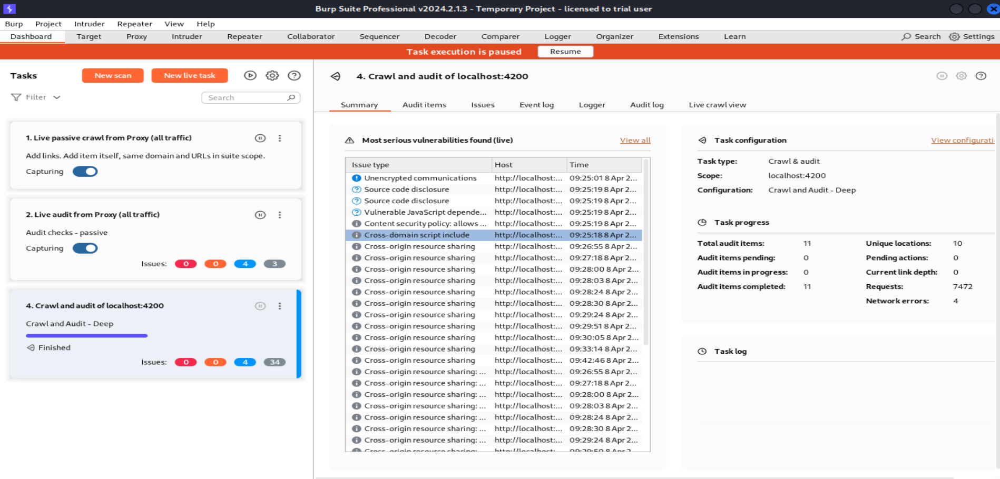 Burp Suite Professional v2024.2.1.3 - Temporary Project - licensed to trial user
Burp Project Intruder Repeater View Help
Dashboard Target Proxy Intruder Repeater Collaborator Sequencer Decoder Comparer Logger Organizer Extensions Learn Search Settings
Task execution is paused Resume
Tasks New scan New live task
Filter Search
1. Live passive crawl from Proxy (all traffic)
Add links. Add item itself, same domain and URLs in suite scope.
Capturing
2. Live audit from Proxy (all traffic)
Audit checks - passive
Capturing
Issues: 0 0 4 3
4. Crawl and audit of localhost:4200
Crawl and Audit - Deep
Finished
Issues: 0 0 4 34
4. Crawl and audit of localhost:4200
Summary Audit items Issues Event log Logger Audit log Live crawl view
Most serious vulnerabilities found (live) View all
Issue type Host Time
Unencrypted communications http://localhost:... 09:25:01 8 Apr 2...
Source code disclosure http://localhost:... 09:25:19 8 Apr 2...
Source code disclosure http://localhost:... 09:25:19 8 Apr 2...
Vulnerable JavaScript depende... http://localhost:... 09:25:19 8 Apr 2...
Content security policy: allows ... http://localhost:... 09:25:19 8 Apr 2...
Cross-domain script include http://localhost:... 09:25:18 8 Apr 2...
Cross-origin resource sharing http://localhost:... 09:26:55 8 Apr 2...
Cross-origin resource sharing http://localhost:... 09:27:18 8 Apr 2...
Cross-origin resource sharing http://localhost:... 09:28:00 8 Apr 2...
Cross-origin resource sharing http://localhost:... 09:28:03 8 Apr 2...
Cross-origin resource sharing http://localhost:... 09:28:24 8 Apr 2...
Cross-origin resource sharing http://localhost:... 09:28:30 8 Apr 2...
Cross-origin resource sharing http://localhost:... 09:29:24 8 Apr 2...
Cross-origin resource sharing http://localhost:... 09:29:51 8 Apr 2...
Cross-origin resource sharing http://localhost:... 09:30:05 8 Apr 2...
Cross-origin resource sharing http://localhost:... 09:33:14 8 Apr 2...
Cross-origin resource sharing http://localhost:... 09:42:46 8 Apr 2...
Cross-origin resource sharing: ... http://localhost:... 09:26:55 8 Apr 2...
Cross-origin resource sharing: ... http://localhost:... 09:27:18 8 Apr 2...
Cross-origin resource sharing: ... http://localhost:... 09:28:00 8 Apr 2...
Cross-origin resource sharing: ... http://localhost:... 09:28:03 8 Apr 2...
Cross-origin resource sharing: ... http://localhost:... 09:28:24 8 Apr 2...
Cross-origin resource sharing: ... http://localhost:... 09:28:30 8 Apr 2...
Cross-origin resource sharing: ... http://localhost:... 09:29:24 8 Apr 2...
Cross-origin resource sharing:
Task configuration View configurati
Task type: Crawl & audit
Scope: localhost:4200
Configuration: Crawl and Audit - Deep
Task progress
Total audit items: 11 Unique locations: 10
Audit items pending: 0 Pending actions: 0
Audit items in progress: 0 Current link depth: 0
Audit items completed: 11 Requests: 7472
Network errors: 4
Task log